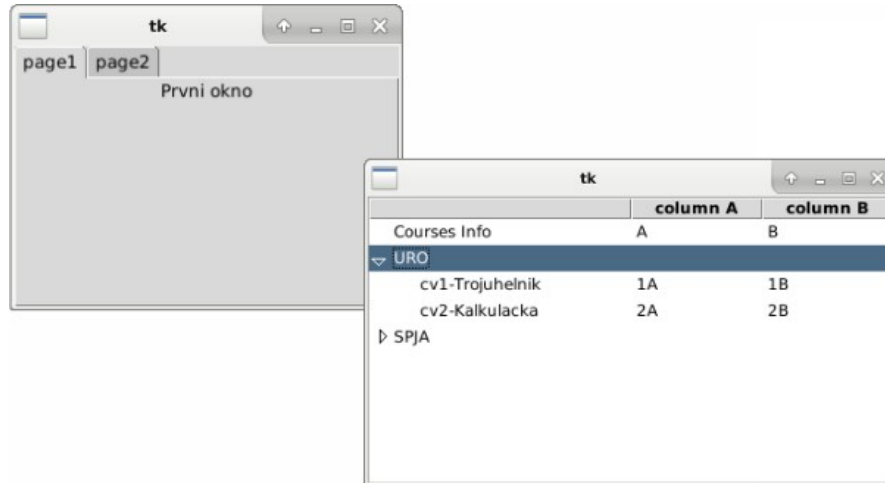 tk
page1 page2
Prvni okno
tk
column A column B
Courses Info A B
URO
cv1-Trojuhelnik 1A 1B
cv2-Kalkulacka 2A 2B
SPJA